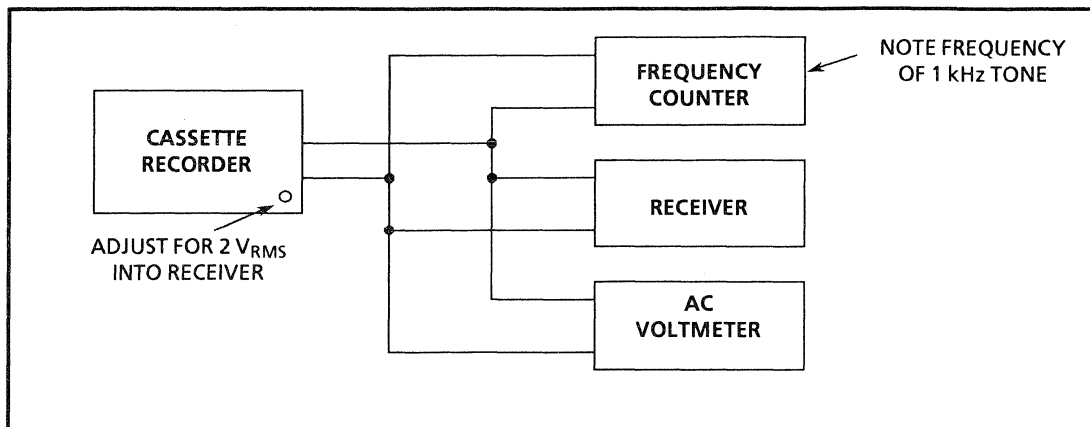 FREQUENCY
COUNTER
NOTE FREQUENCY
OF 1 kHz TONE
CASSETTE
RECORDER
RECEIVER
ADJUST FOR 2 VRMS
INTO RECEIVER
AC
VOLTMETER